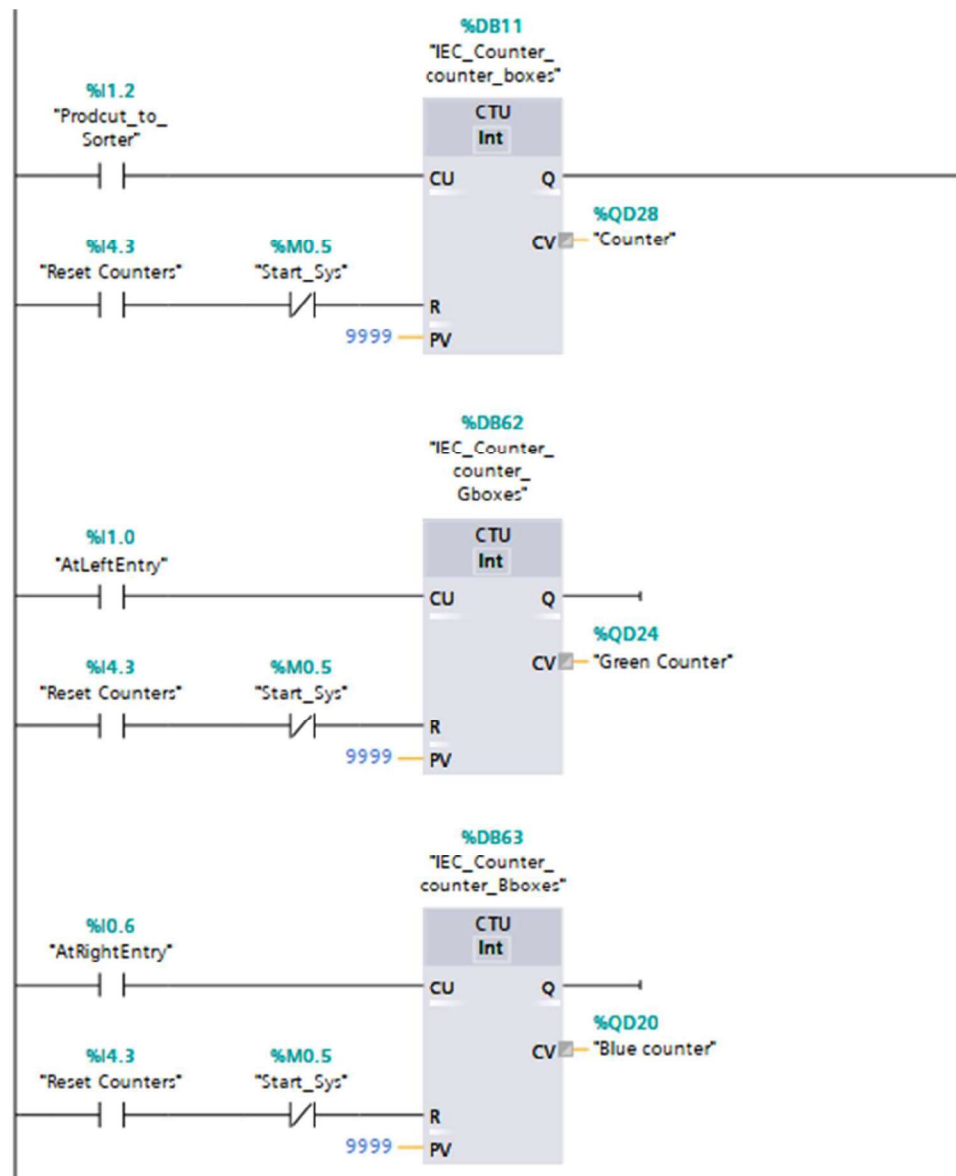 %DB11
"IEC_Counter_
counter_boxes"
%I1.2
"Prodcut_to_
Sorter"
CTU
Int
CU Q
%QD28
CV "Counter"
%I4.3 %M0.5
"Reset Counters" "Start_Sys"
R
9999 PV
%DB62
"IEC_Counter_
counter_
Gboxes"
%I1.0
"AtLeftEntry"
CTU
Int
CU Q
%QD24
CV "Green Counter"
%I4.3 %M0.5
"Reset Counters" "Start_Sys"
R
9999 PV
%DB63
"IEC_Counter_
counter_Bboxes"
%I0.6
"AtRightEntry"
CTU
Int
CU Q
%QD20
CV "Blue counter"
%I4.3 %M0.5
"Reset Counters" "Start_Sys"
R
9999 PV